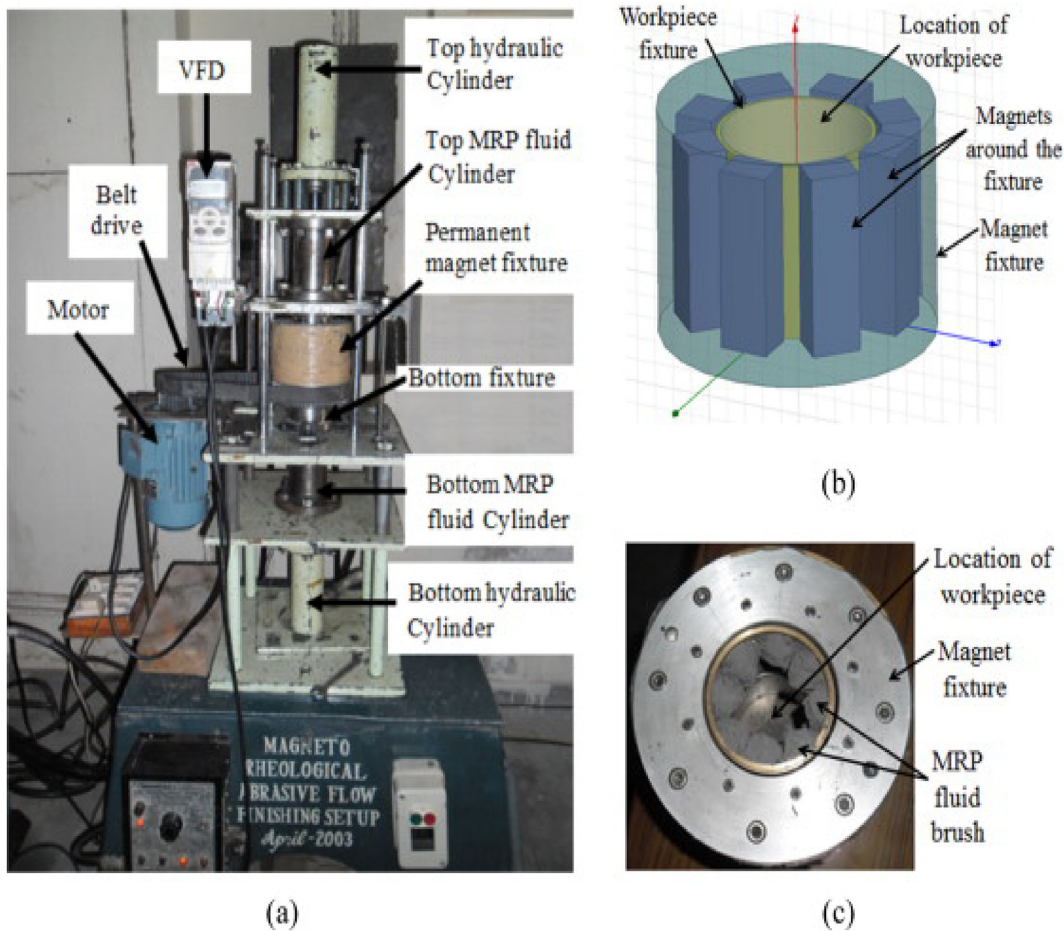 VFD
Belt
drive
Motor
Top hydraulic
Cylinder
Top MRP fluid
Cylinder
Permanent
magnet fixture
Bottom fixture
Bottom MRP
fluid Cylinder
Bottom hydraulic
Cylinder
MAGNETO
RHEOLOGICAL
ABRASIVE FLOW
FINISHING SETUP
April-2003
(a)
Workpiece
fixture
Location of
workpiece
Magnets
around the
fixture
Magnet
fixture
(b)
Location of
workpiece
Magnet
fixture
MRP
fluid
brush
(c)